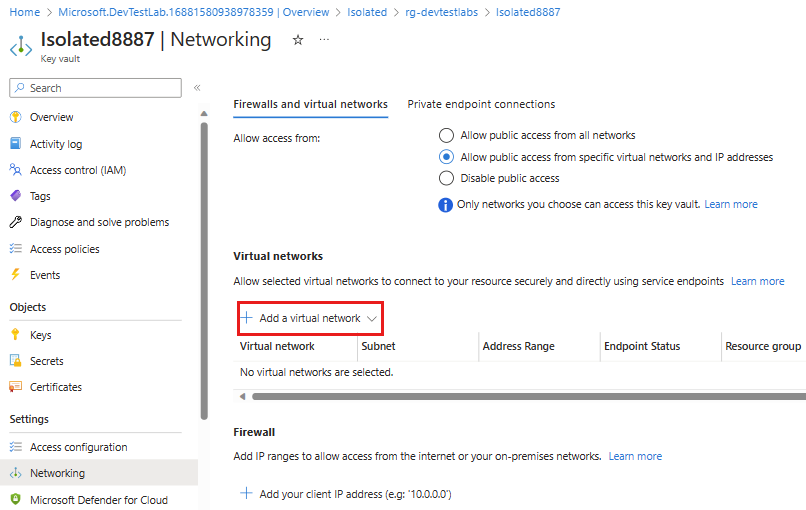 Home > Microsoft.DevTestLab.16881580938978359 | Overview > Isolated > rg-devtestlabs > Isolated8887
Isolated8887 | Networking ☆ ...
Key vault
Search «
Overview
Activity log
Access control (IAM)
Tags
Diagnose and solve problems
Access policies
Events
Objects
Keys
Secrets
Certificates
Settings
Access configuration
Networking
Microsoft Defender for Cloud
Firewalls and virtual networks Private endpoint connections
Allow access from:
Allow public access from all networks
Allow public access from specific virtual networks and IP addresses
Disable public access
Only networks you choose can access this key vault. Learn more
Virtual networks
Allow selected virtual networks to connect to your resource securely and directly using service endpoints Learn more
+ Add a virtual network
Virtual network Subnet Address Range Endpoint Status Resource group
No virtual networks are selected.
Firewall
Add IP ranges to allow access from the internet or your on-premises networks. Learn more
+ Add your client IP address (e.g: '10.0.0.0')